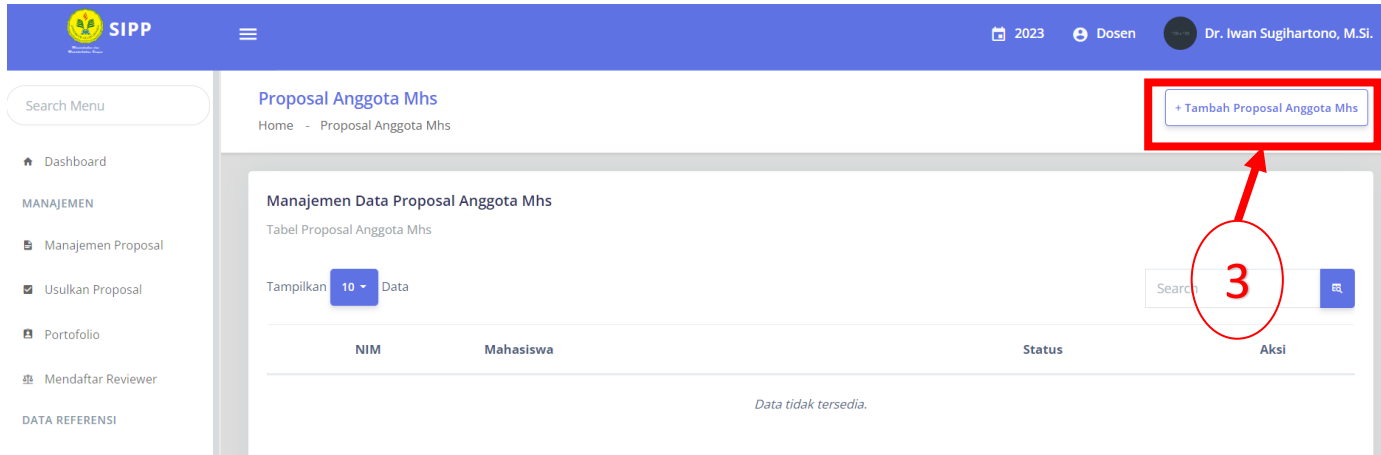 SIPP
2023
Dosen
Dr. Iwan Sugihartono, M.Si.
Search Menu
Dashboard
MANAJEMEN
Manajemen Proposal
Usulkan Proposal
Portofolio
Mendaftar Reviewer
DATA REFERENSI
Proposal Anggota Mhs
Home - Proposal Anggota Mhs
+ Tambah Proposal Anggota Mhs
Manajemen Data Proposal Anggota Mhs
Tabel Proposal Anggota Mhs
Tampilkan 10 Data
Search
3
NIM Mahasiswa Status Aksi
Data tidak tersedia.